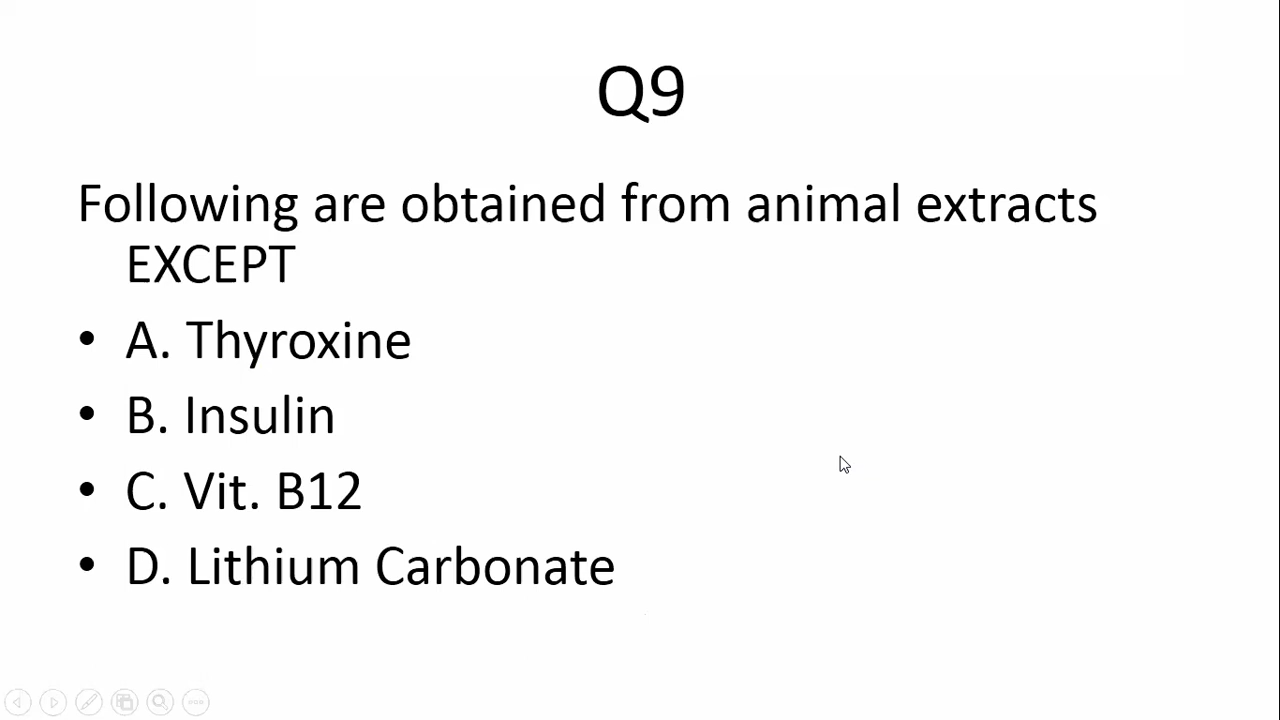 Q9
Following are obtained from animal extracts
EXCEPT
• A. Thyroxine
• B. Insulin
• C. Vit. B12
• D. Lithium Carbonate